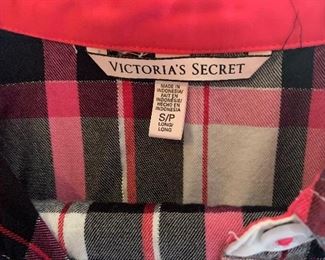 VICTORIA'S SECRET
MADE IN
INDONESIA/
FAIT EN
INDONÉSIE/
HECHO EN
INDONESIA
S/P
LONG/
LONG